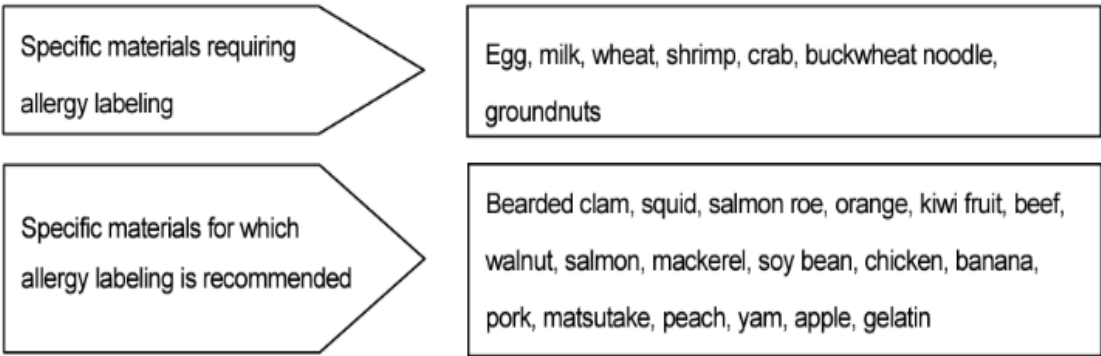 Specific materials requiring
allergy labeling
Egg, milk, wheat, shrimp, crab, buckwheat noodle,
groundnuts
Specific materials for which
allergy labeling is recommended
Bearded clam, squid, salmon roe, orange, kiwi fruit, beef,
walnut, salmon, mackerel, soy bean, chicken, banana,
pork, matsutake, peach, yam, apple, gelatin